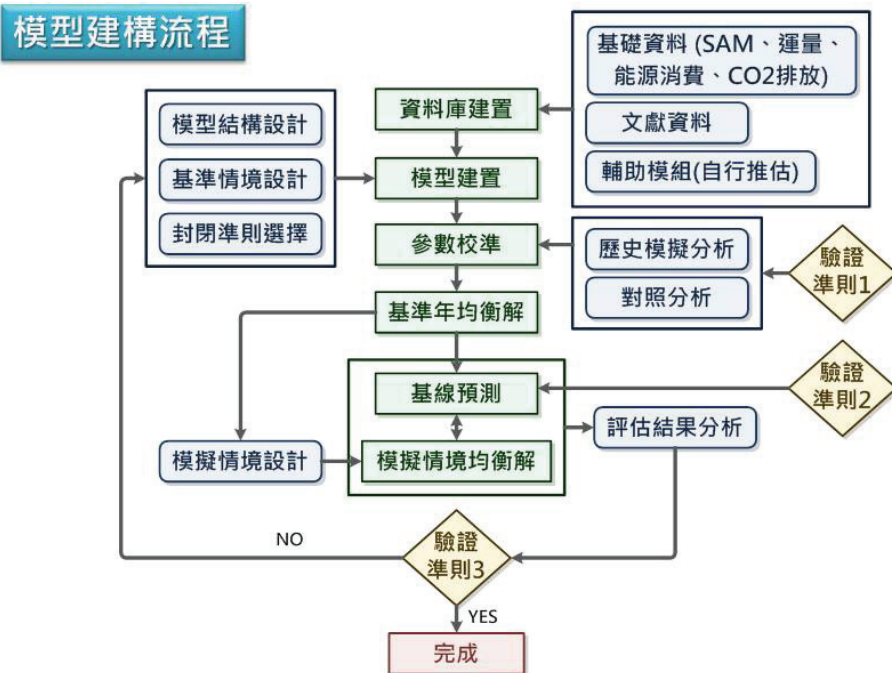 模型建構流程
基礎資料 (SAM、運量、
能源消費、CO2排放)
文獻資料
輔助模組(自行推估)
資料庫建置
模型結構設計
基準情境設計
封閉準則選擇
模型建置
參數校準
歷史模擬分析
對照分析
驗證
準則1
基準年均衡解
基線預測
驗證
準則2
模擬情境設計
模擬情境均衡解
評估結果分析
NO
驗證
準則3
YES
完成